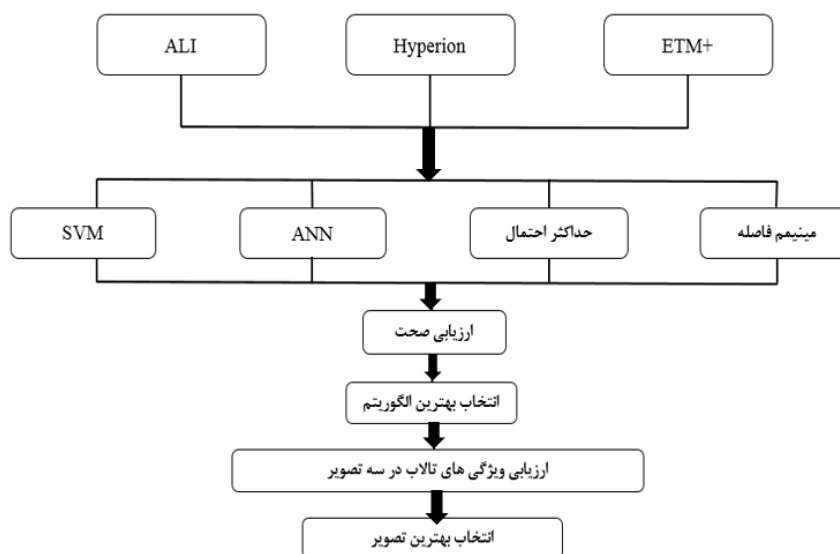 ALI
Hyperion
ETM+
SVM
ANN
حداکثر احتمال
مینیمم فاصله
ارزیابی صحت
انتخاب بهترین الگوریتم
ارزیابی ویژگی های تالاب در سه تصویر
انتخاب بهترین تصویر